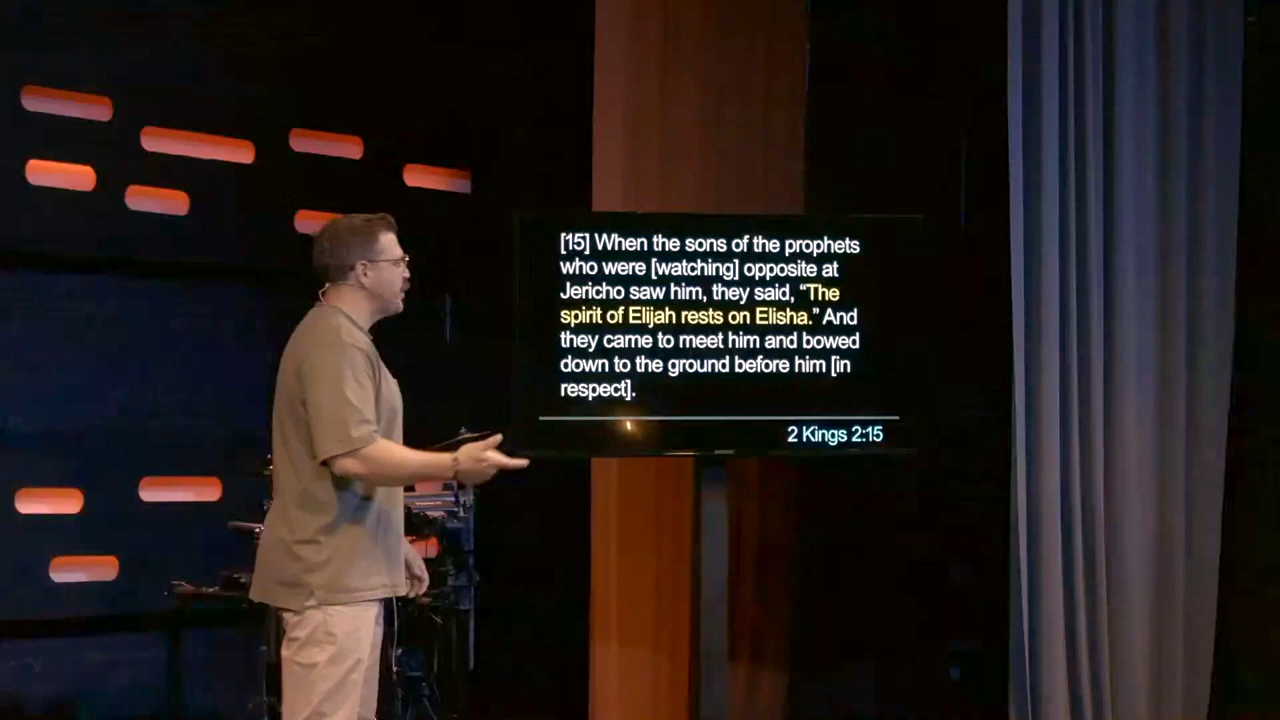 [15] When the sons of the prophets
who were [watching] opposite at
Jericho saw him, they said, “The
spirit of Elijah rests on Elisha.” And
they came to meet him and bowed
down to the ground before him [in
respect].
2 Kings 2:15